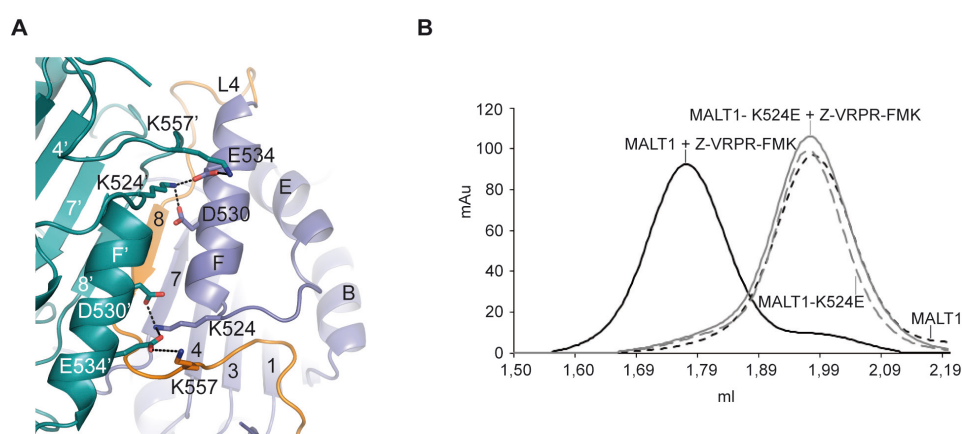 A
B
L4
K557'
E534
4'
K524
E
7'
8
D530
F'
7
F
8'
B
D530'
K524
E534'
4
3
1
K557
120
100
80
60
40
20
0
mAu
MALT1- K524E + Z-VRPR-FMK
MALT1 + Z-VRPR-FMK
MALT1-K524E
MALT1
1,50
1,60
1,69
1,79
1,89
1,99
2,09
2,19
ml